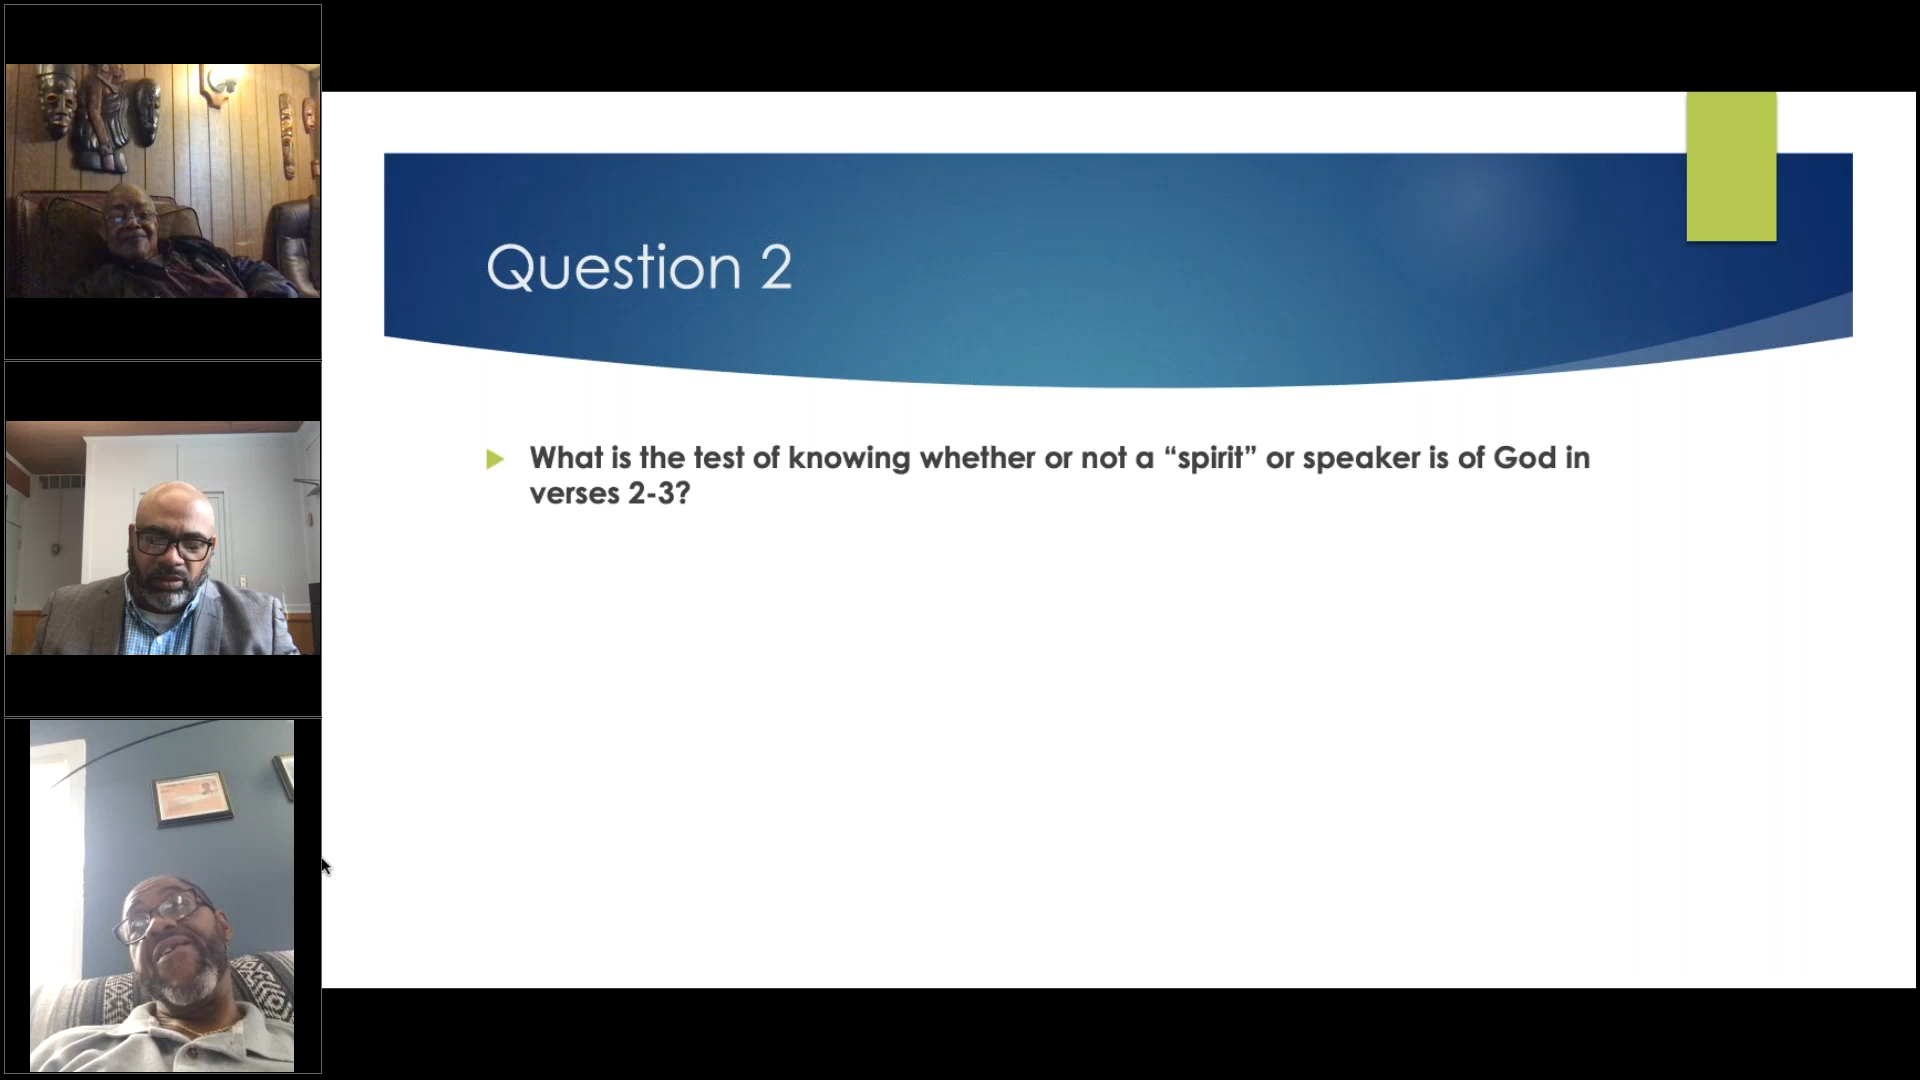 Question 2
What is the test of knowing whether or not a “spirit” or speaker is of God in
verses 2-3?